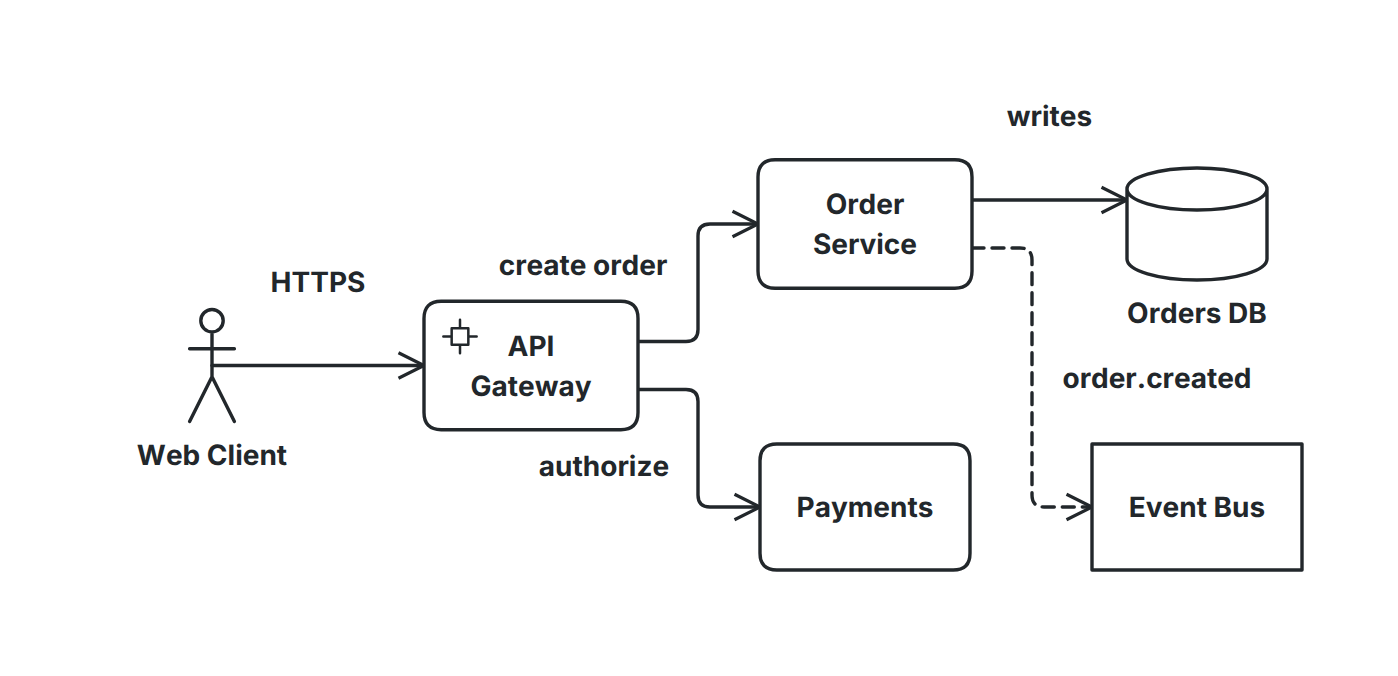 writes
Order
Service
create order
HTTPS
Orders DB
API
Gateway
order.created
Web Client
authorize
Payments
Event Bus